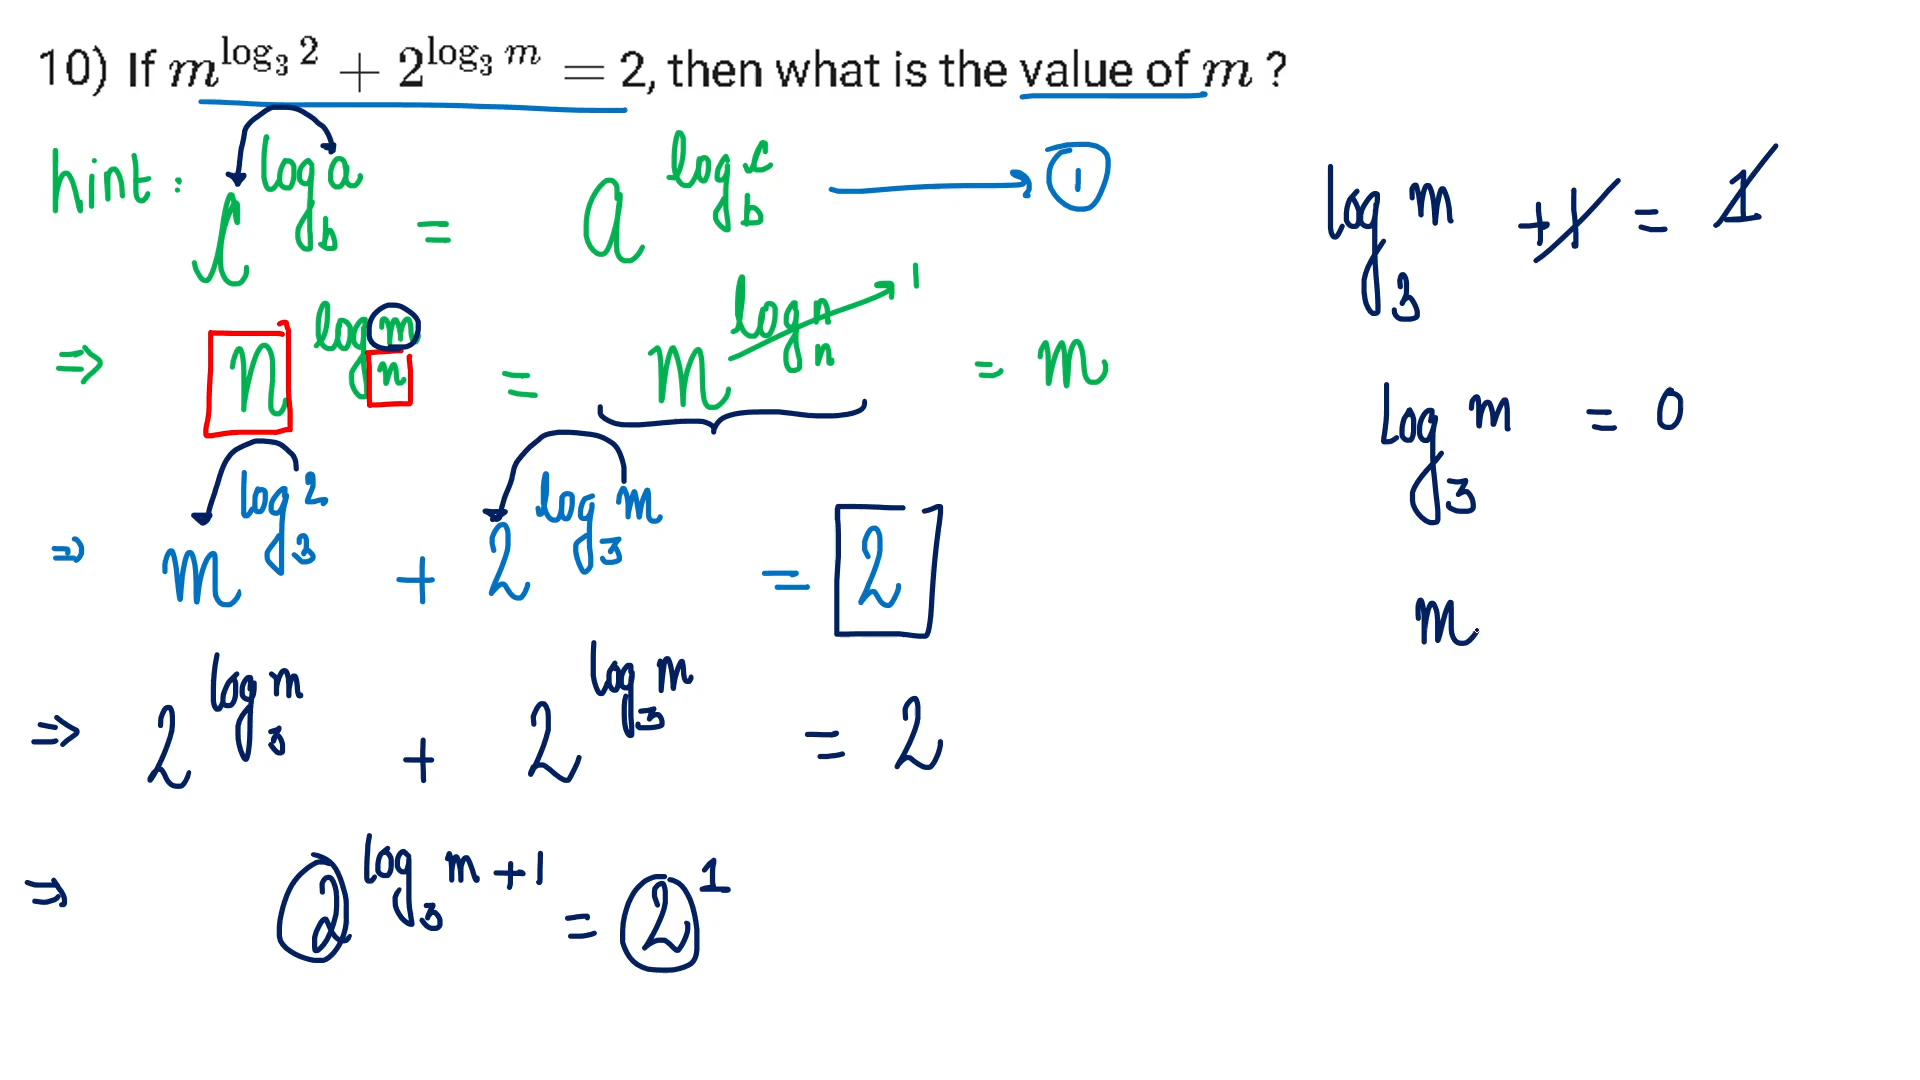 10) If m^{log_3 2} + 2^{log_3 m} = 2, then what is the value of m ?
hint : c^{log_b a} = a^{log_b c} ⟶ ①
⇒ n^{log_n m} = m^{log_n n → 1} = m
⇒ m^{log_3 2} + 2^{log_3 m} = 2
⇒ 2^{log_3 m} + 2^{log_3 m} = 2
⇒ 2^{log_3 m + 1} = 2^1
log_3 m + 1 = 1
log_3 m = 0
m